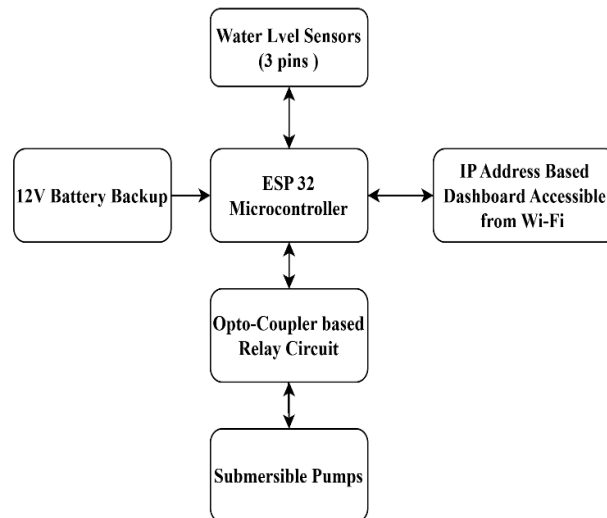 Water Lvel Sensors
(3 pins )
12V Battery Backup
ESP 32
Microcontroller
IP Address Based
Dashboard Accessible
from Wi-Fi
Opto-Coupler based
Relay Circuit
Submersible Pumps